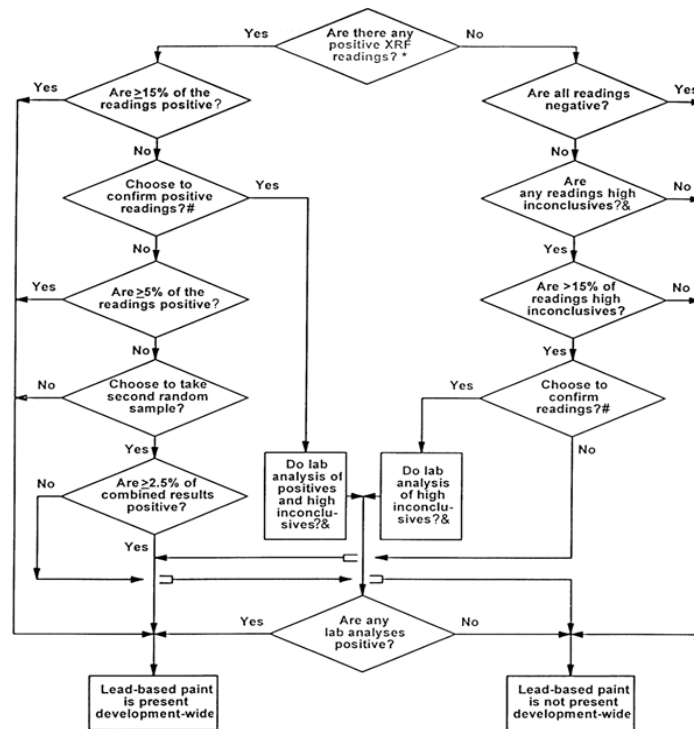 Are there any
positive XRF
readings? *
Yes
No
Are ≥15% of the
the readings positive?
Yes
No
Are all readings
negative?
Yes
No
Choose to
confirm positive
readings?#
Yes
No
Are
any readings high
inconclusives?&
No
Yes
Are ≥5% of the
the readings positive?
Yes
No
Are >15% of
readings high
inconclusives?
No
Yes
Choose to take
second random
sample?
No
Yes
Choose to
confirm
readings?#
Yes
No
Are ≥2.5% of
combined results
positive?
No
Yes
Do lab
analysis of
positives
and high
inconclu-
sives?&
Do lab
analysis
of high
inconclu-
sives?&
Are any
lab analyses
positive?
Yes
No
Lead-based paint
is present
development-wide
Lead-based paint
is not present
development-wide